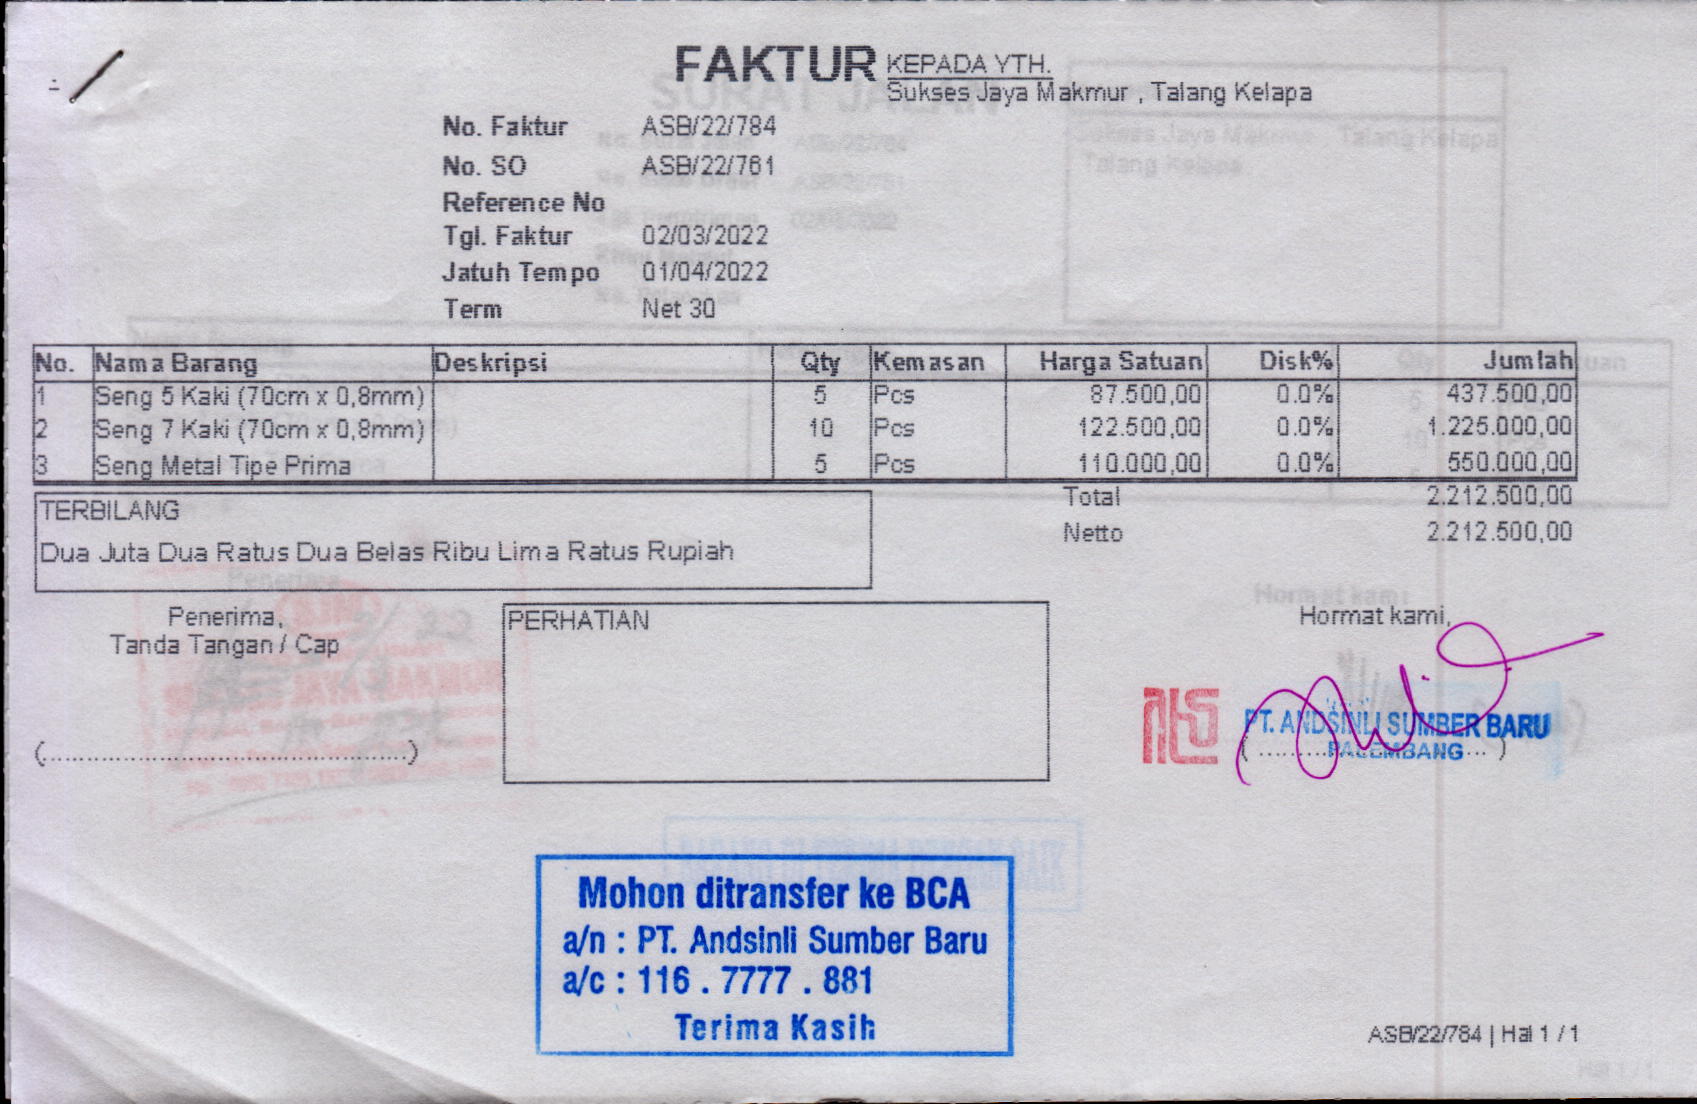 FAKTUR
KEPADA YTH.
Sukses Jaya Makmur , Talang Kelapa
No. Faktur ASB/22/784
No. SO ASB/22/761
Reference No
Tgl. Faktur 02/03/2022
Jatuh Tempo 01/04/2022
Term Net 30
No. Nama Barang Deskripsi Qty Kemasan Harga Satuan Disk% Jumlah
1 Seng 5 Kaki (70cm x 0,8mm) 5 Pcs 87.500,00 0.0% 437.500,00
2 Seng 7 Kaki (70cm x 0,8mm) 10 Pcs 122.500,00 0.0% 1.225.000,00
3 Seng Metal Tipe Prima 5 Pcs 110.000,00 0.0% 550.000,00
Total 2.212.500,00
Netto 2.212.500,00
TERBILANG
Dua Juta Dua Ratus Dua Belas Ribu Lima Ratus Rupiah
Penerima,
Tanda Tangan / Cap
(..........................................................)
PERHATIAN
Hormat kami,
PT. ANDSINLI SUMBER BARU
PALEMBANG
Mohon ditransfer ke BCA
a/n : PT. Andsinli Sumber Baru
a/c : 116 . 7777 . 881
Terima Kasih
ASB/22/784 | Hal 1 / 1